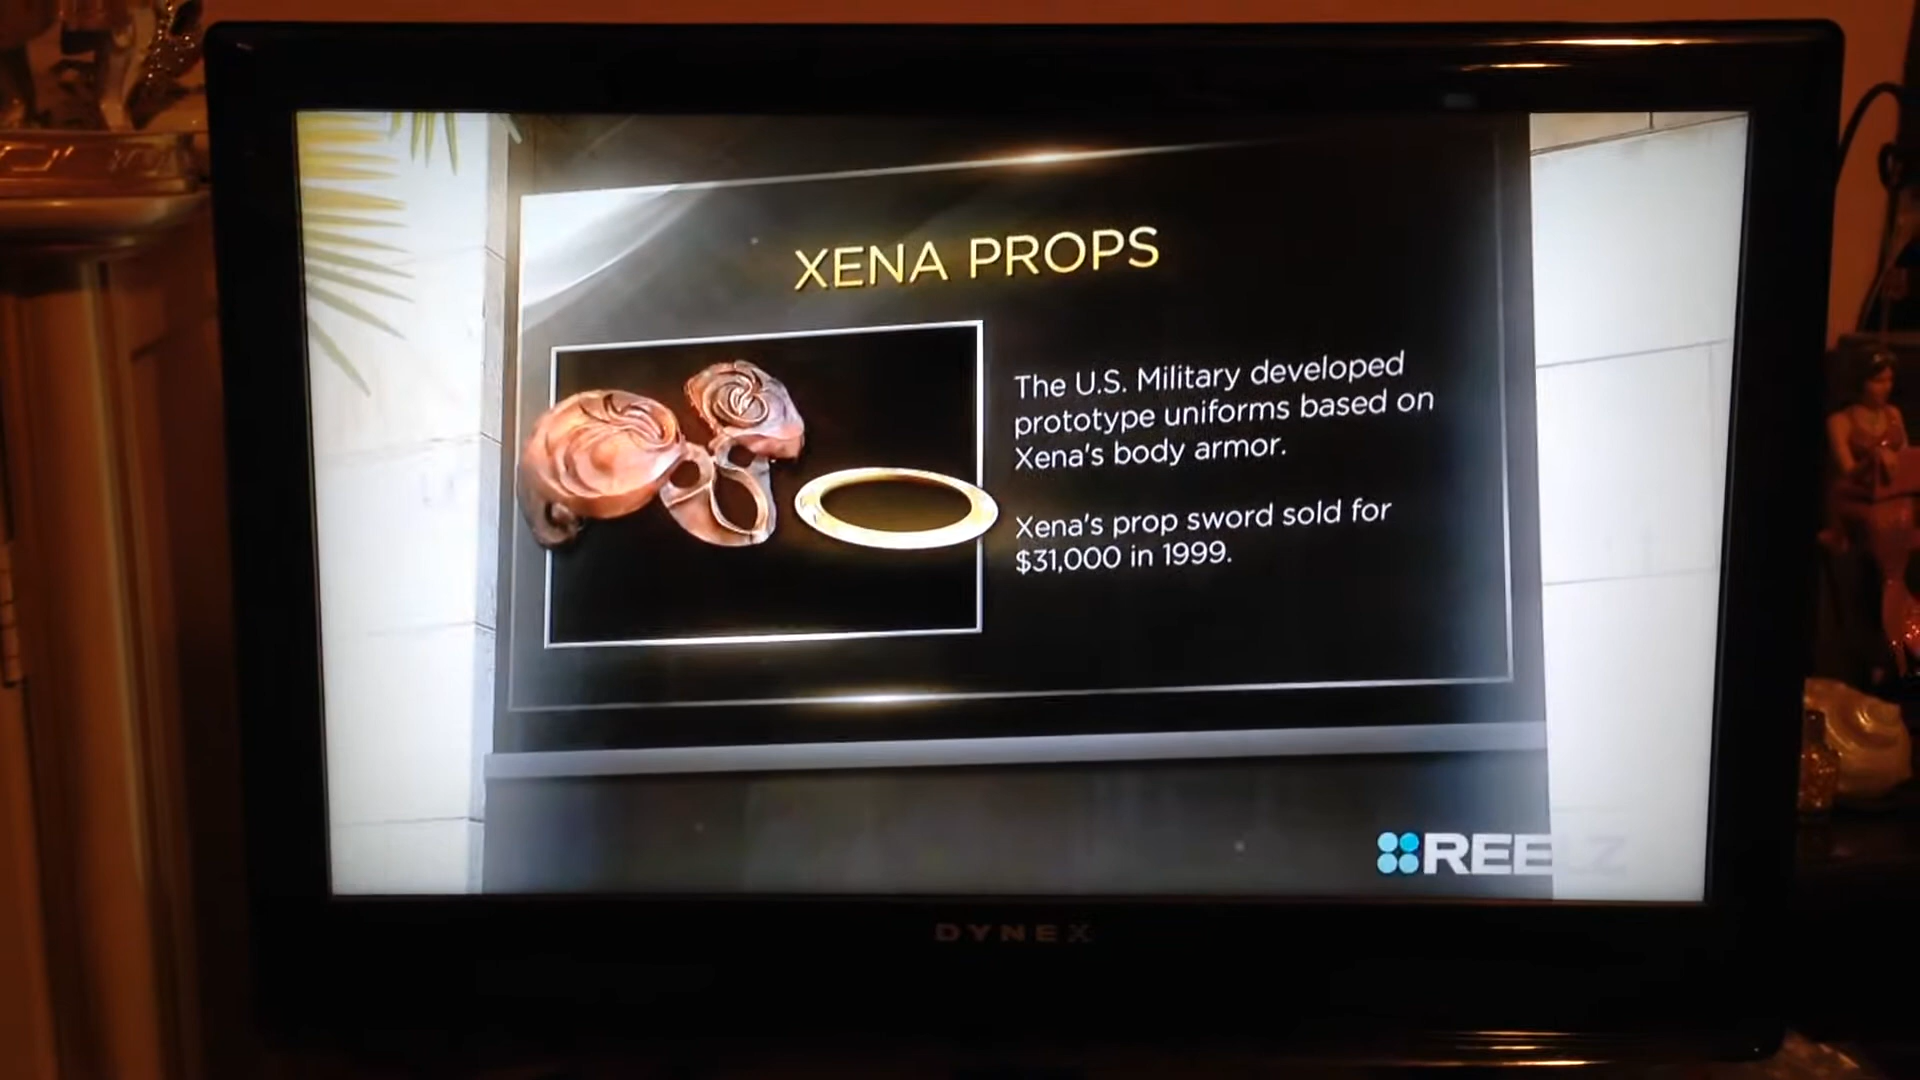 XENA PROPS
The U.S. Military developed
prototype uniforms based on
Xena's body armor.
Xena's prop sword sold for
$31,000 in 1999.
REELZ
DYNEX